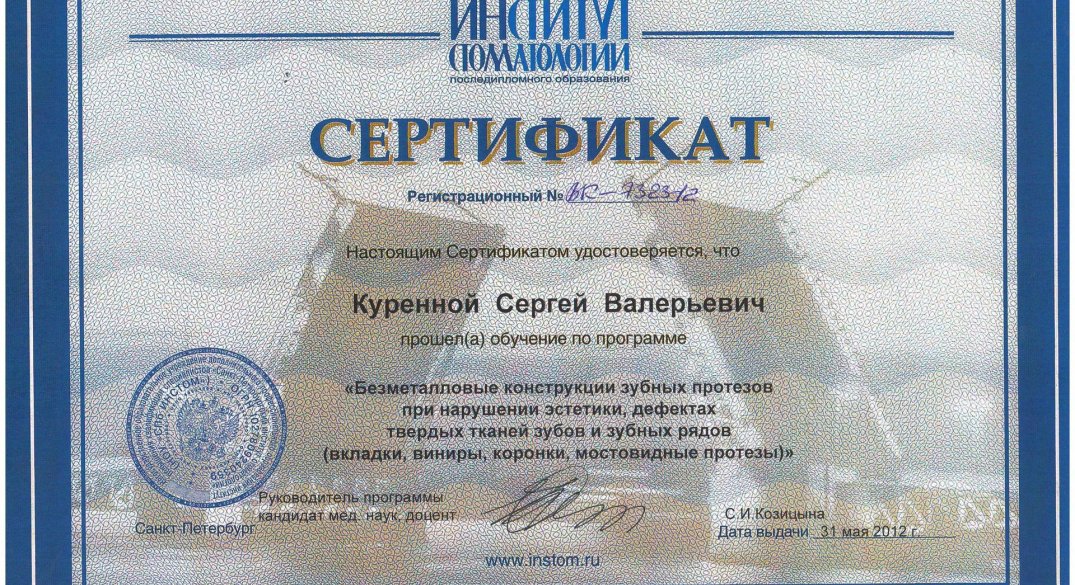 ИНСТИТУТ
СТОМАТОЛОГИИ
последипломного образования
СЕРТИФИКАТ
Регистрационный № ВК-7323/2
Настоящим Сертификатом удостоверяется, что
Куренной Сергей Валерьевич
прошел(а) обучение по программе
«Безметалловые конструкции зубных протезов
при нарушении эстетики, дефектах
твердых тканей зубов и зубных рядов
(вкладки, виниры, коронки, мостовидные протезы)»
Руководитель программы
кандидат мед. наук, доцент
С.И.Козицына
Санкт-Петербург
Дата выдачи 31 мая 2012 г.
www.instom.ru